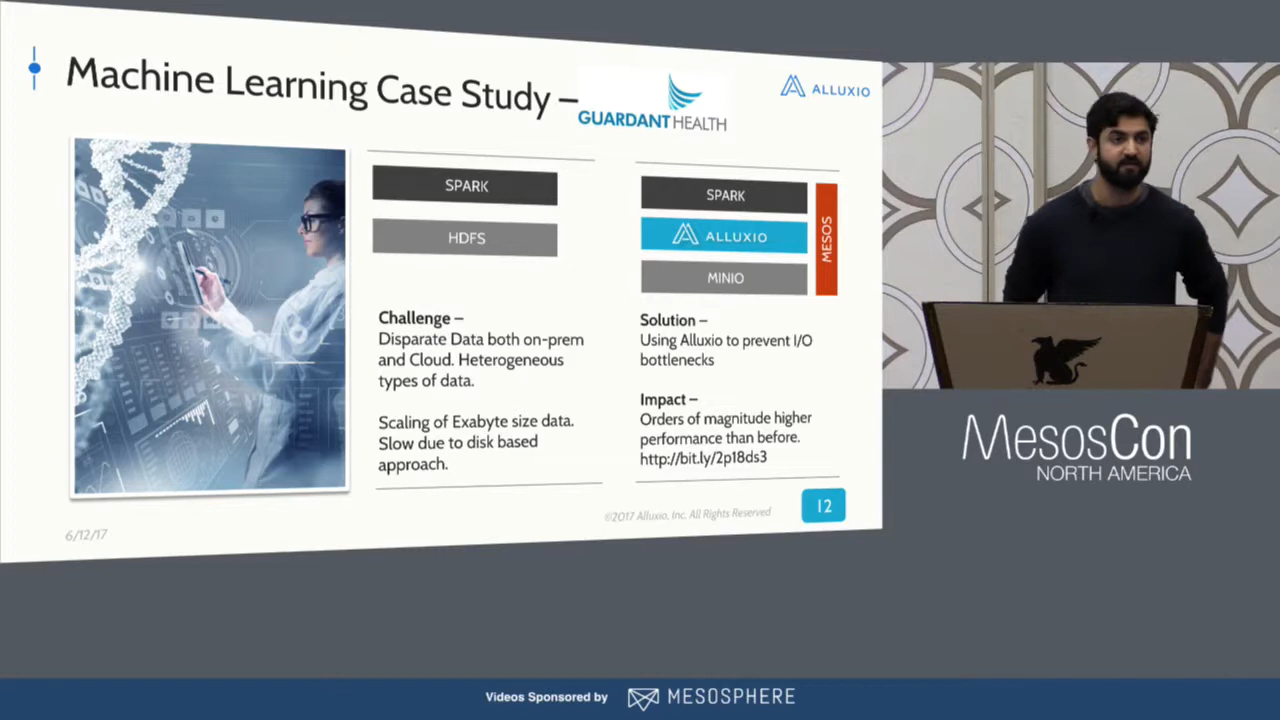 Machine Learning Case Study –
GUARDANT HEALTH
ALLUXIO
SPARK
HDFS
Challenge –
Disparate Data both on-prem
and Cloud. Heterogeneous
types of data.
Scaling of Exabyte size data.
Slow due to disk based
approach.
SPARK
ALLUXIO
MINIO
MESOS
Solution –
Using Alluxio to prevent I/O
bottlenecks
Impact –
Orders of magnitude higher
performance than before.
http://bit.ly/2p18ds3
6/12/17
©2017 Alluxio, Inc. All Rights Reserved
12
MesosCon
NORTH AMERICA
Videos Sponsored by
MESOSPHERE